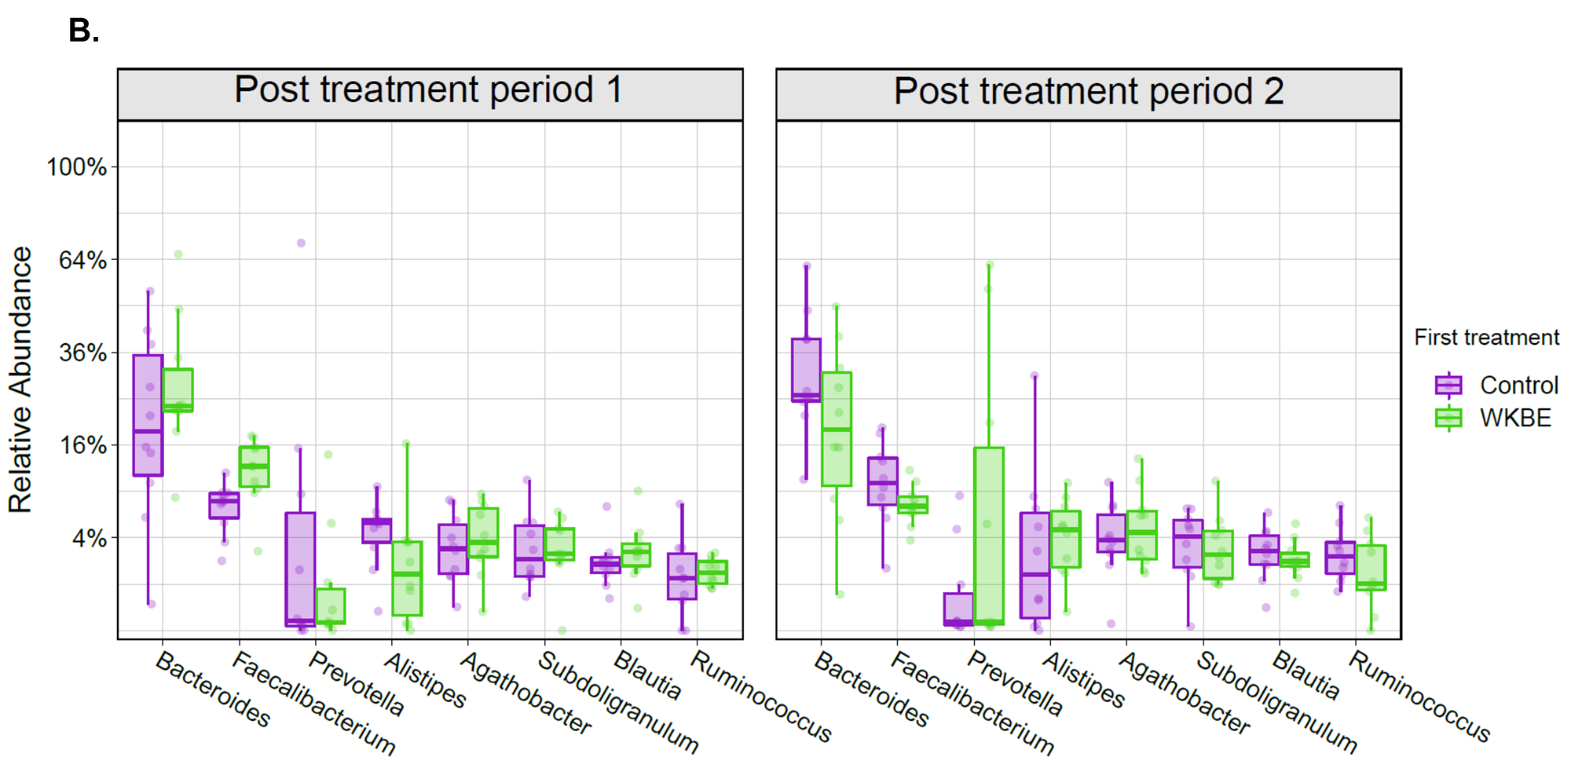 B.
Post treatment period 1
Post treatment period 2
Relative Abundance
100%
64%
36%
16%
4%
Bacteroides
Faecalibacterium
Prevotella
Alistipes
Agathobacter
Subdoligranulum
Blautia
Ruminococcus
Bacteroides
Faecalibacterium
Prevotella
Alistipes
Agathobacter
Subdoligranulum
Blautia
Ruminococcus
First treatment
Control
WKBE